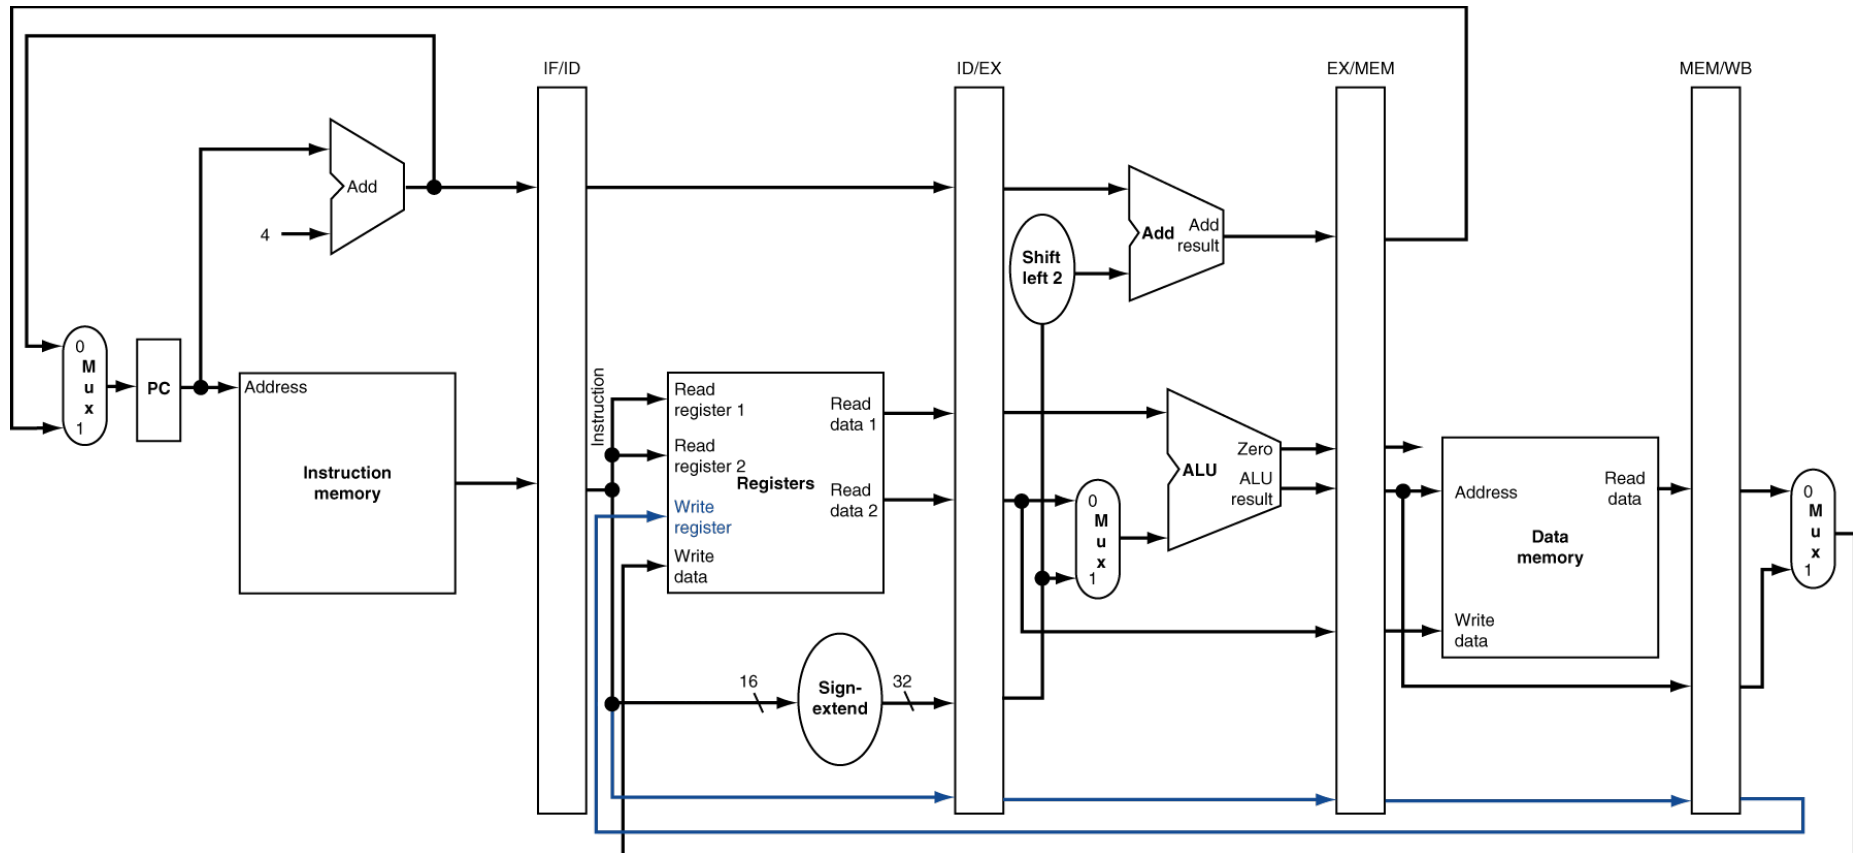 IF/ID
ID/EX
EX/MEM
MEM/WB
Add
4
Add
Add
result
Shift
left 2
0
M
u
x
1
PC
Address
Instruction
memory
Instruction
Read
register 1
Read
register 2
Write
register
Write
data
Registers
Read
data 1
Read
data 2
16
Sign-
extend
32
0
M
u
x
1
ALU
Zero
ALU
result
Address
Read
data
Data
memory
Write
data
0
M
u
x
1